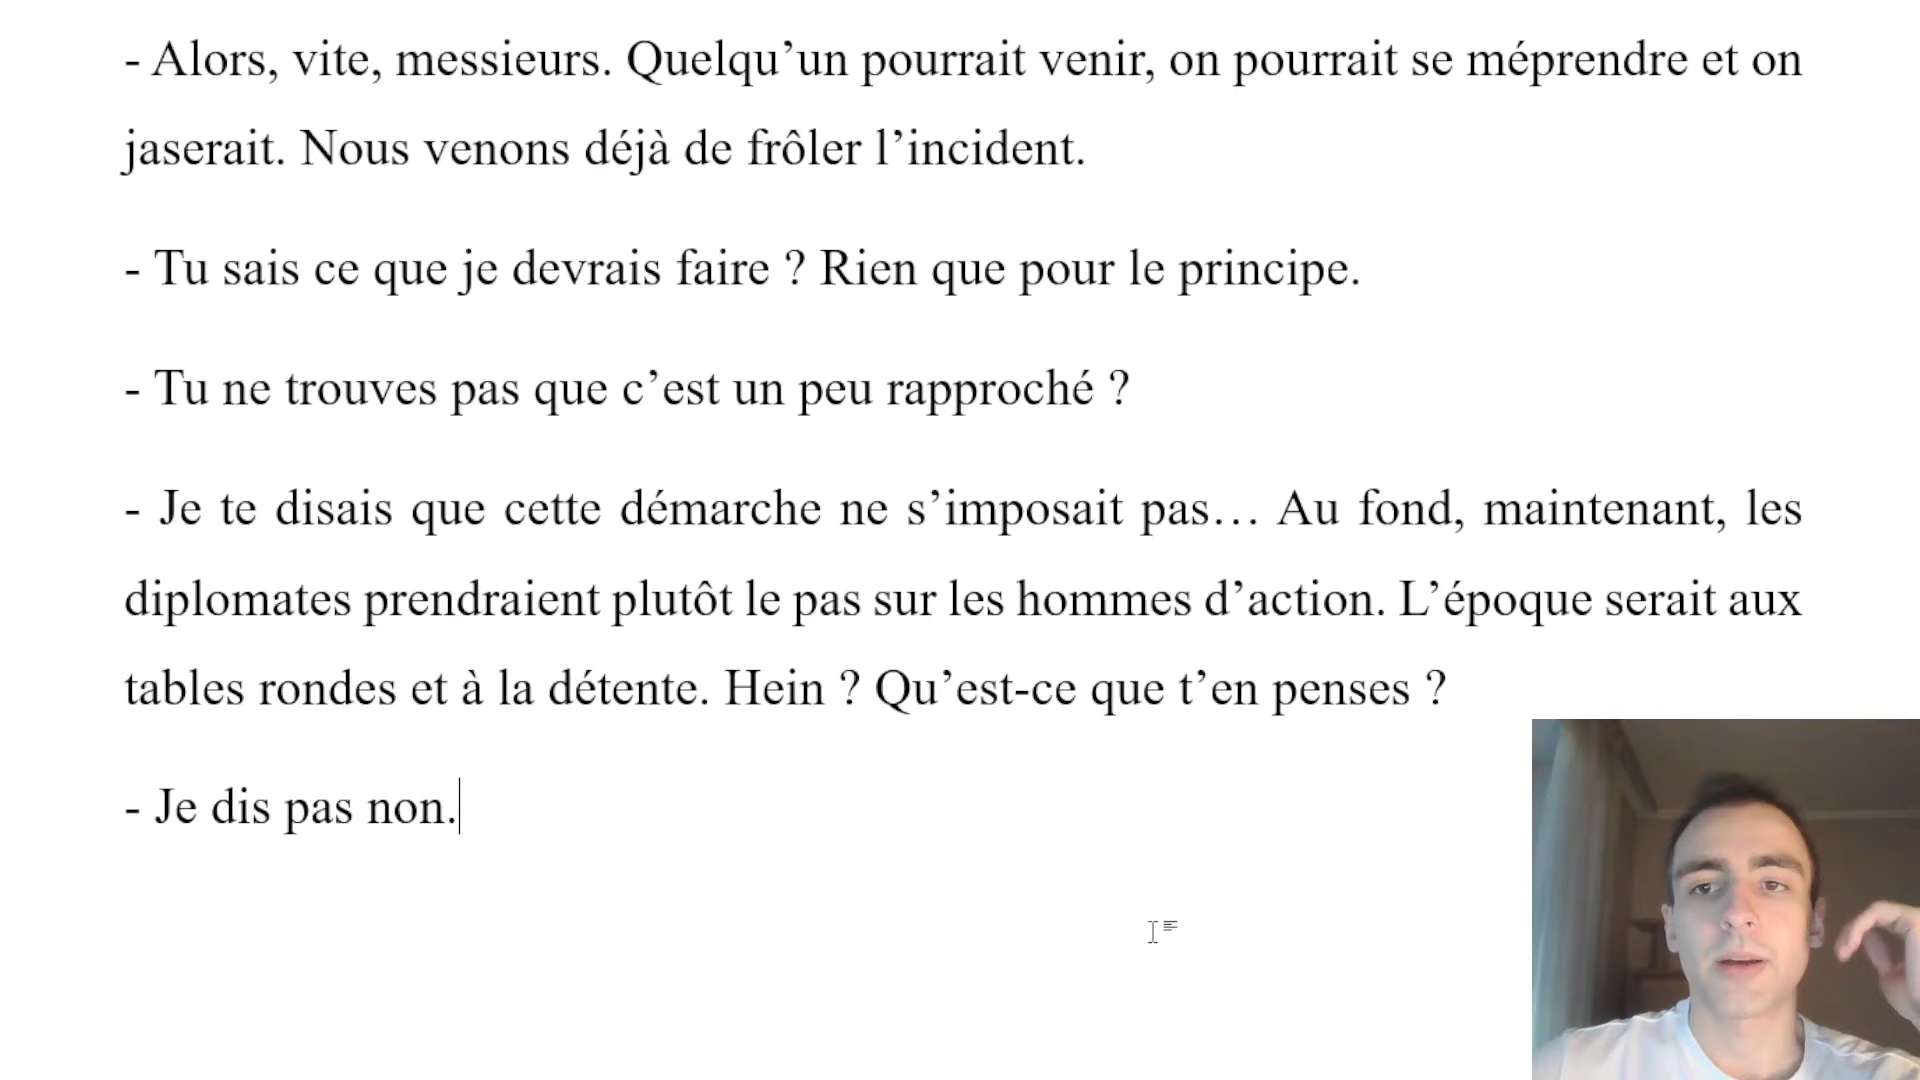 - Alors, vite, messieurs. Quelqu’un pourrait venir, on pourrait se méprendre et on
jaserait. Nous venons déjà de frôler l’incident.
- Tu sais ce que je devrais faire ? Rien que pour le principe.
- Tu ne trouves pas que c’est un peu rapproché ?
- Je te disais que cette démarche ne s’imposait pas… Au fond, maintenant, les
diplomates prendraient plutôt le pas sur les hommes d’action. L’époque serait aux
tables rondes et à la détente. Hein ? Qu’est-ce que t’en penses ?
- Je dis pas non.